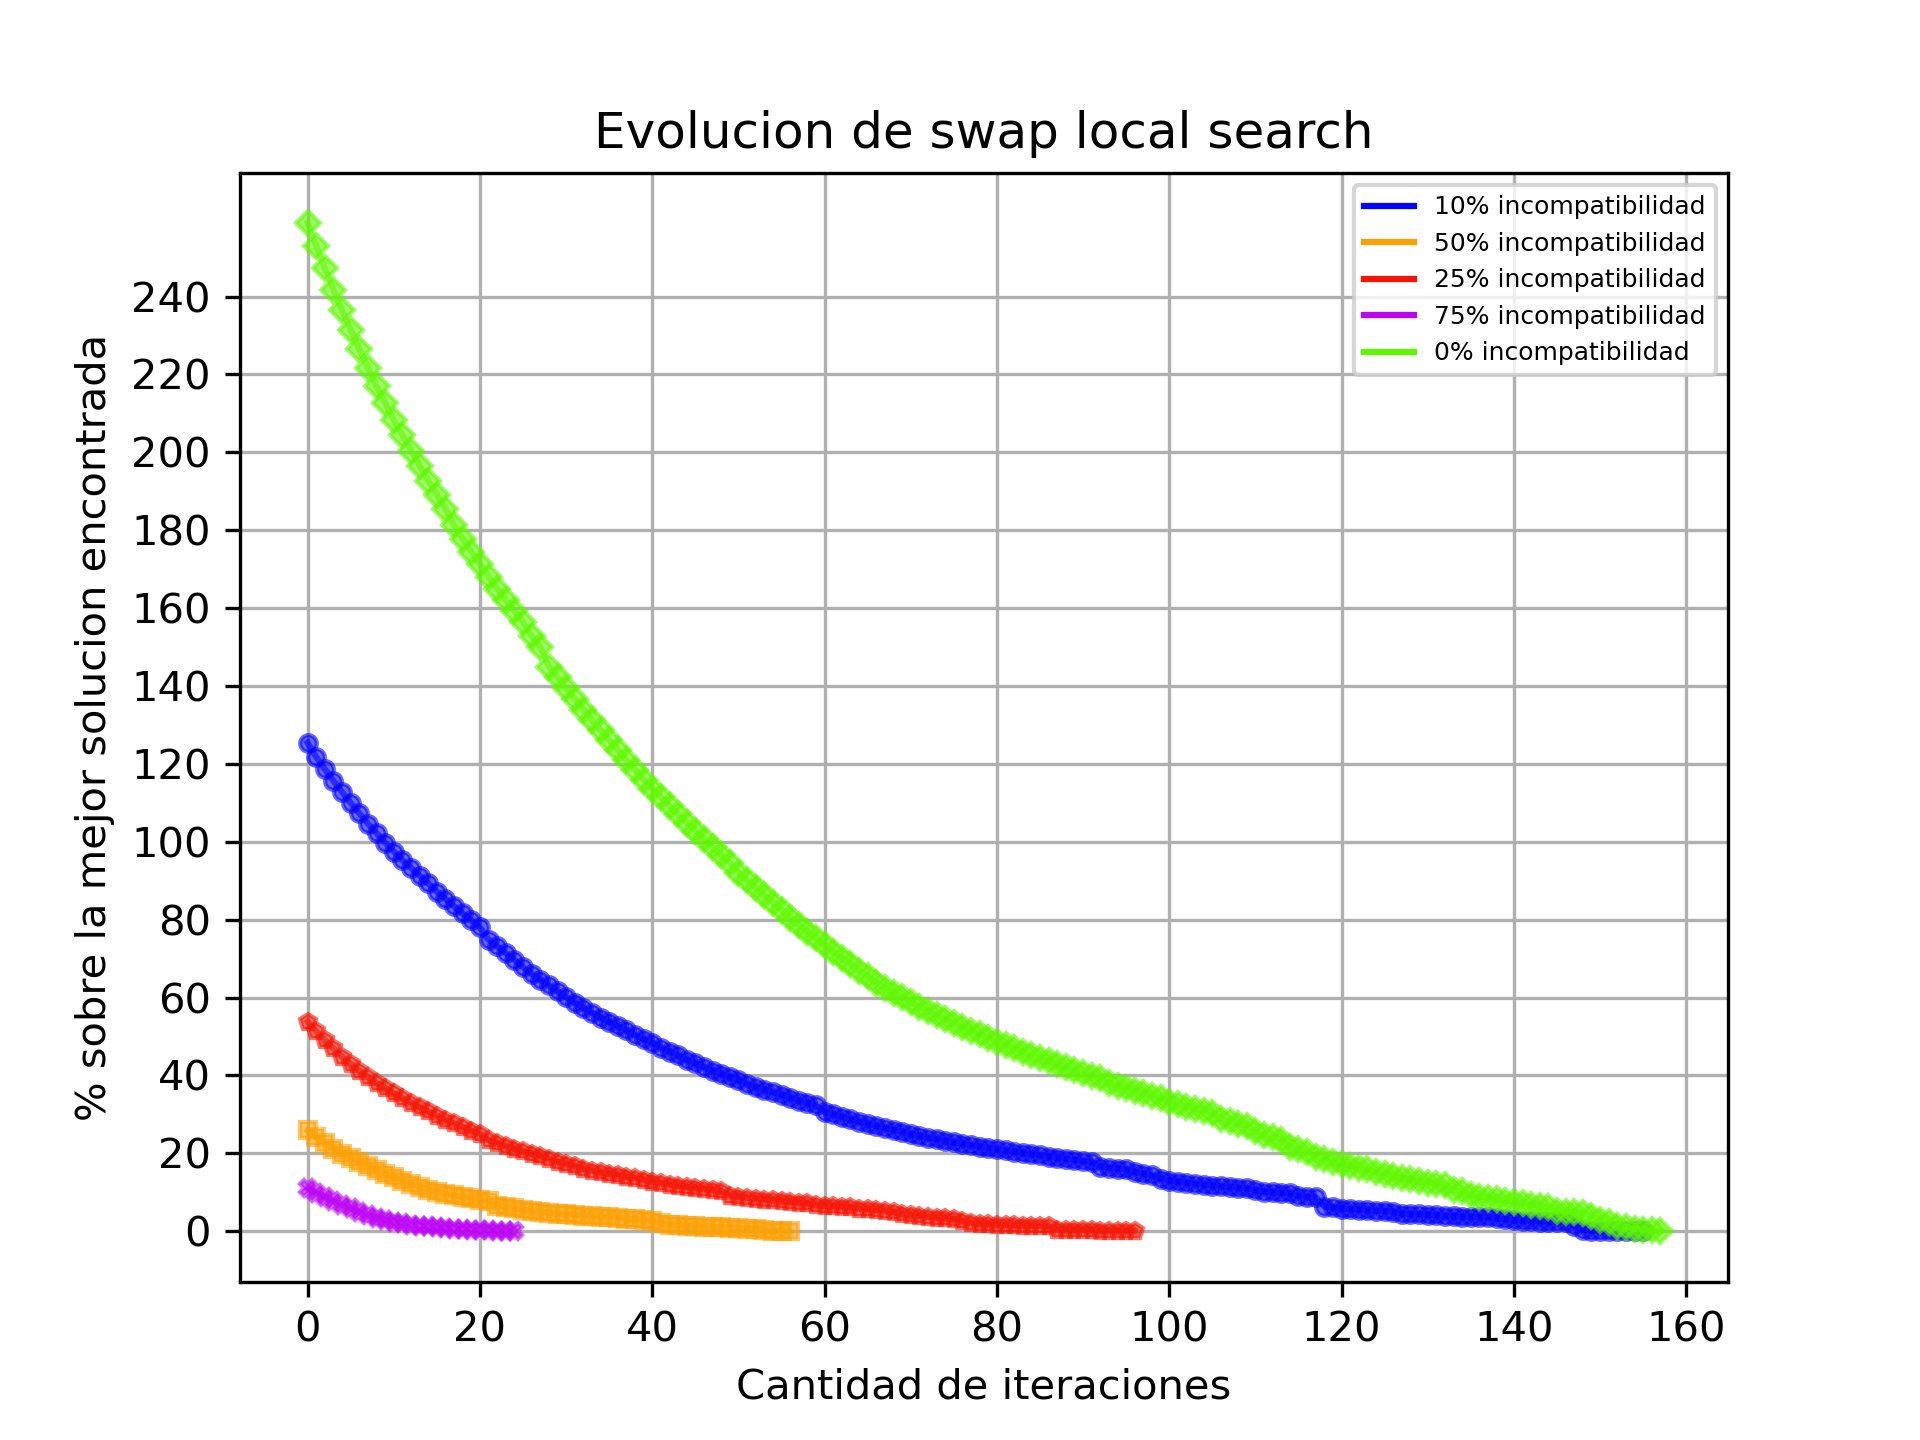 Evolucion de swap local search
10% incompatibilidad
50% incompatibilidad
25% incompatibilidad
75% incompatibilidad
0% incompatibilidad
% sobre la mejor solucion encontrada
240
220
200
180
160
140
120
100
80
60
40
20
0
0 20 40 60 80 100 120 140 160
Cantidad de iteraciones